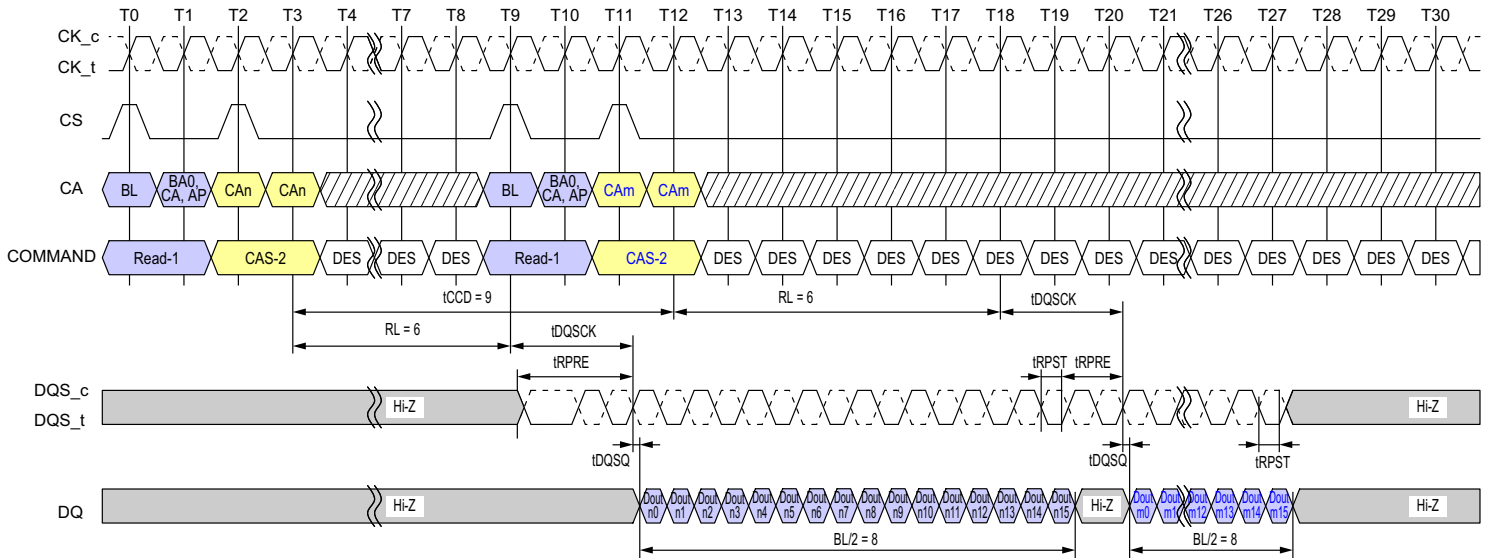 T0 T1 T2 T3 T4 T7 T8 T9 T10 T11 T12 T13 T14 T15 T16 T17 T18 T19 T20 T21 T26 T27 T28 T29 T30
CK_c
CK_t
CS
CA BL BA0, CA, AP CAn CAn BL BA0, CA, AP CAm CAm
COMMAND Read-1 CAS-2 DES DES DES Read-1 CAS-2 DES DES DES DES DES DES DES DES DES DES DES DES DES DES
tCCD = 9 RL = 6 tDQSCK
RL = 6 tDQSCK
tRPRE tRPST tRPRE
DQS_c
DQS_t
Hi-Z Hi-Z
tDQSQ tDQSQ tRPST
DQ Hi-Z Dout n0 Dout n1 Dout n2 Dout n3 Dout n4 Dout n5 Dout n6 Dout n7 Dout n8 Dout n9 Dout n10 Dout n11 Dout n12 Dout n13 Dout n14 Dout n15 Hi-Z Dout m0 Dout m1 Dout m12 Dout m13 Dout m14 Dout m15 Hi-Z
BL/2 = 8 BL/2 = 8